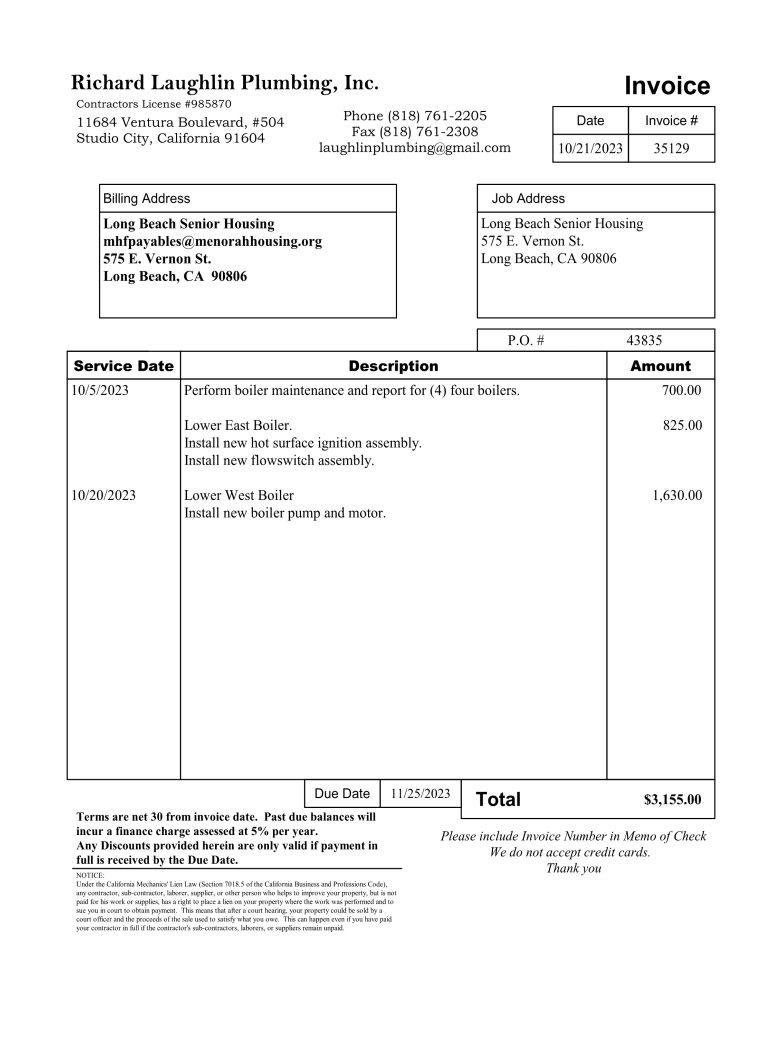 Richard Laughlin Plumbing, Inc.
Contractors License #985870
11684 Ventura Boulevard, #504
Studio City, California 91604
Phone (818) 761-2205
Fax (818) 761-2308
laughlinplumbing@gmail.com
Invoice
Date Invoice #
10/21/2023 35129
Billing Address
Long Beach Senior Housing
mhfpayables@menorahhousing.org
575 E. Vernon St.
Long Beach, CA 90806
Job Address
Long Beach Senior Housing
575 E. Vernon St.
Long Beach, CA 90806
P.O. # 43835
Service Date Description Amount
10/5/2023 Perform boiler maintenance and report for (4) four boilers. 700.00
Lower East Boiler. 825.00
Install new hot surface ignition assembly.
Install new flowswitch assembly.
10/20/2023 Lower West Boiler 1,630.00
Install new boiler pump and motor.
Due Date 11/25/2023 Total $3,155.00
Terms are net 30 from invoice date. Past due balances will
incur a finance charge assessed at 5% per year.
Any Discounts provided herein are only valid if payment in
full is received by the Due Date.
Please include Invoice Number in Memo of Check
We do not accept credit cards.
Thank you
NOTICE:
Under the California Mechanics' Lien Law (Section 7018.5 of the California Business and Professions Code),
any contractor, sub-contractor, laborer, supplier, or other person who helps to improve your property, but is not
paid for his work or supplies, has a right to place a lien on your property where the work was performed and to
sue you in court to obtain payment. This means that after a court hearing, your property could be sold by a
court officer and the proceeds of the sale used to satisfy what you owe. This can happen even if you have paid
your contractor in full if the contractor's sub-contractors, laborers, or suppliers remain unpaid.